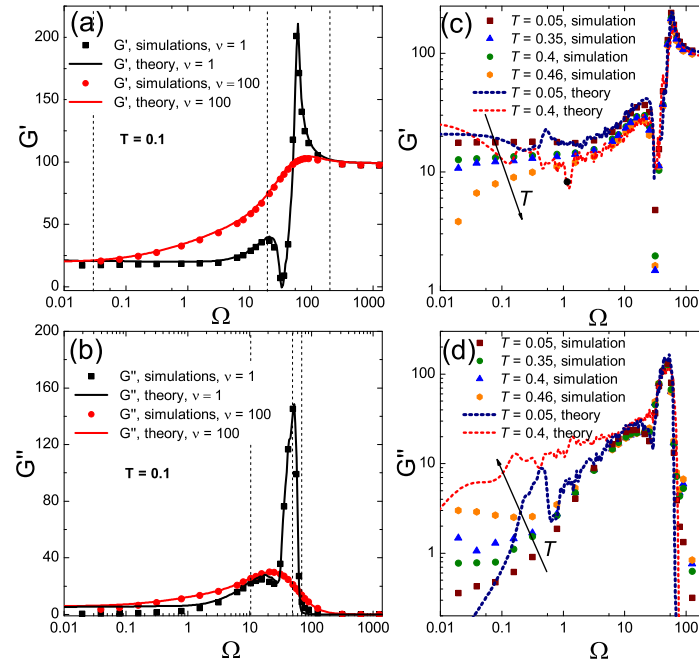 (a)
G', simulations, ν = 1
G', theory, ν = 1
G', simulations, ν = 100
G', theory, ν = 100
T = 0.1
G'
200
150
100
50
0
0.01 0.1 1 10 100 1000
Ω
(c)
T = 0.05, simulation
T = 0.35, simulation
T = 0.4, simulation
T = 0.46, simulation
T = 0.05, theory
T = 0.4, theory
T
G'
100
10
1
0.01 0.1 1 10 100
Ω
(b)
G'', simulations, ν = 1
G'', theory, ν = 1
G'', simulations, ν = 100
G'', theory, ν = 100
T = 0.1
G''
200
160
120
80
40
0
0.01 0.1 1 10 100 1000
Ω
(d)
T = 0.05, simulation
T = 0.35, simulation
T = 0.4, simulation
T = 0.46, simulation
T = 0.05, theory
T = 0.4, theory
T
G''
100
10
1
0.01 0.1 1 10 100
Ω